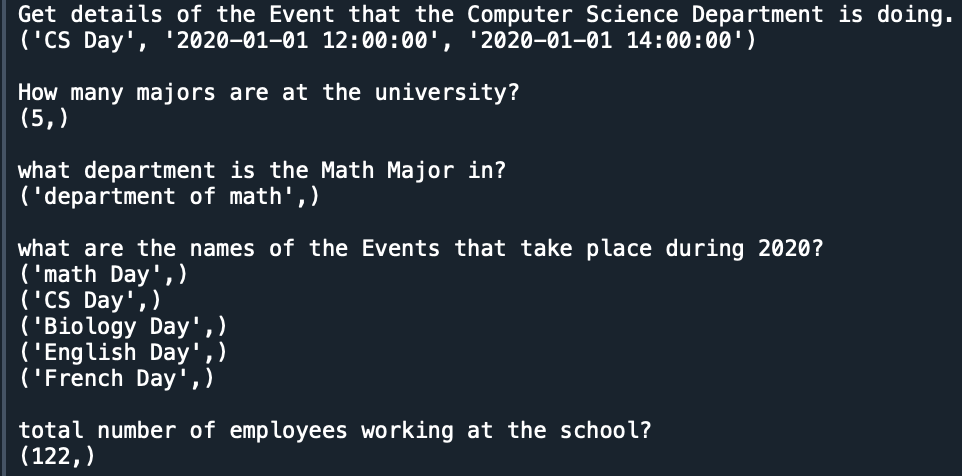 Get details of the Event that the Computer Science Department is doing.
('CS Day', '2020-01-01 12:00:00', '2020-01-01 14:00:00')
How many majors are at the university?
(5,)
what department is the Math Major in?
('department of math',)
what are the names of the Events that take place during 2020?
('math Day',)
('CS Day',)
('Biology Day',)
('English Day',)
('French Day',)
total number of employees working at the school?
(122,)